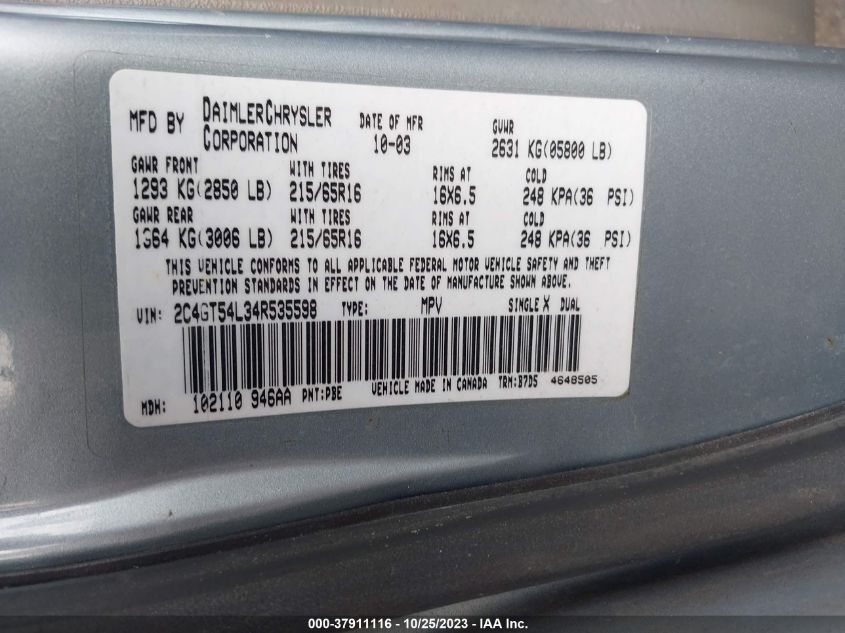 MFD BY DAIMLERCHRYSLER CORPORATION DATE OF MFR 10-03 GVWR 2631 KG(05800 LB)
GAWR FRONT WITH TIRES RIMS AT COLD
1293 KG(2850 LB) 215/65R16 16X6.5 248 KPA(36 PSI)
GAWR REAR WITH TIRES RIMS AT COLD
1364 KG(3006 LB) 215/65R16 16X6.5 248 KPA(36 PSI)
THIS VEHICLE CONFORMS TO ALL APPLICABLE FEDERAL MOTOR VEHICLE SAFETY AND THEFT
PREVENTION STANDARDS IN EFFECT ON THE DATE OF MANUFACTURE SHOWN ABOVE.
VIN: 2C4GT54L34R535598 TYPE: MPV SINGLE X DUAL
MDH: 102110 946AA PNT:PBE VEHICLE MADE IN CANADA TRM:B7D5 4648505
000-37911116 - 10/25/2023 - IAA Inc.